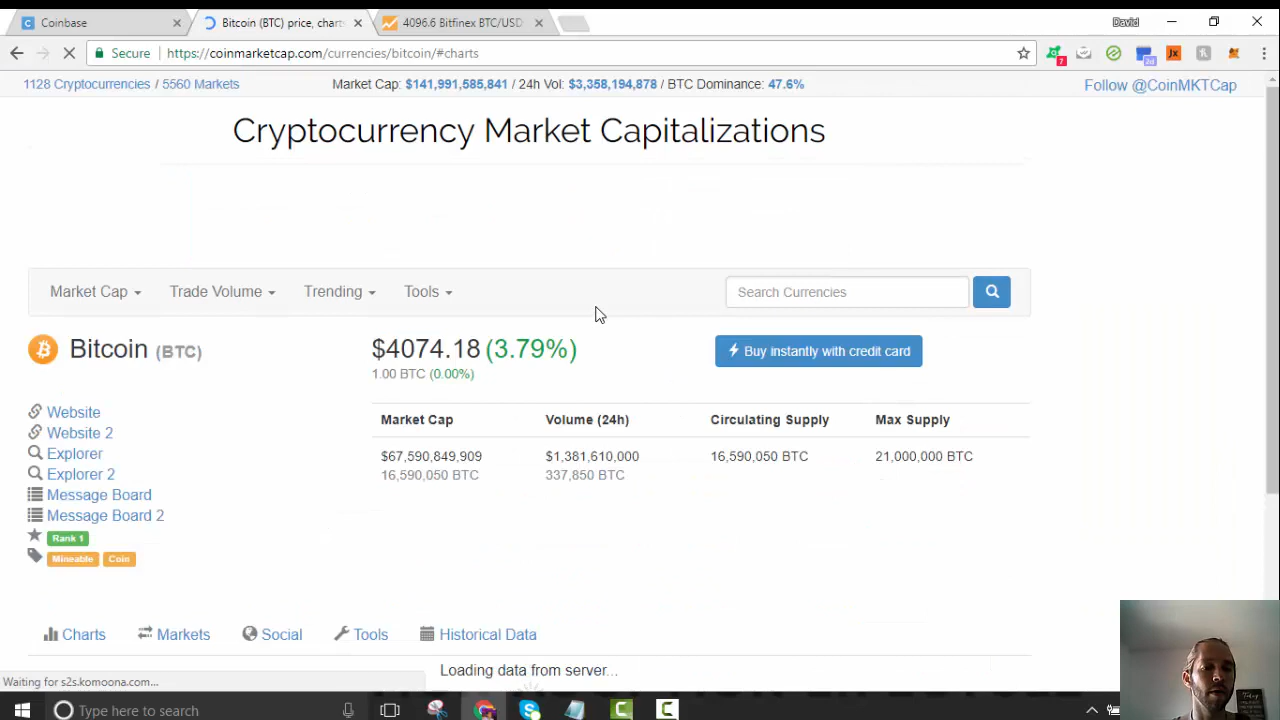 Coinbase
Bitcoin (BTC) price, chart
4096.6 Bitfinex BTC/USD
David
Secure
https://coinmarketcap.com/currencies/bitcoin/#charts
7
2d
Jx
1128 Cryptocurrencies / 5560 Markets
Market Cap: $141,991,585,841 / 24h Vol: $3,358,194,878 / BTC Dominance: 47.6%
Follow @CoinMKTCap
Cryptocurrency Market Capitalizations
Market Cap
Trade Volume
Trending
Tools
Search Currencies
Bitcoin (BTC)
$4074.18 (3.79%)
1.00 BTC (0.00%)
Buy instantly with credit card
Website
Website 2
Explorer
Explorer 2
Message Board
Message Board 2
Rank 1
Mineable Coin
Market Cap Volume (24h) Circulating Supply Max Supply
$67,590,849,909 $1,381,610,000 16,590,050 BTC 21,000,000 BTC
16,590,050 BTC 337,850 BTC
Charts
Markets
Social
Tools
Historical Data
Loading data from server...
Waiting for s2s.komoona.com...
Type here to search